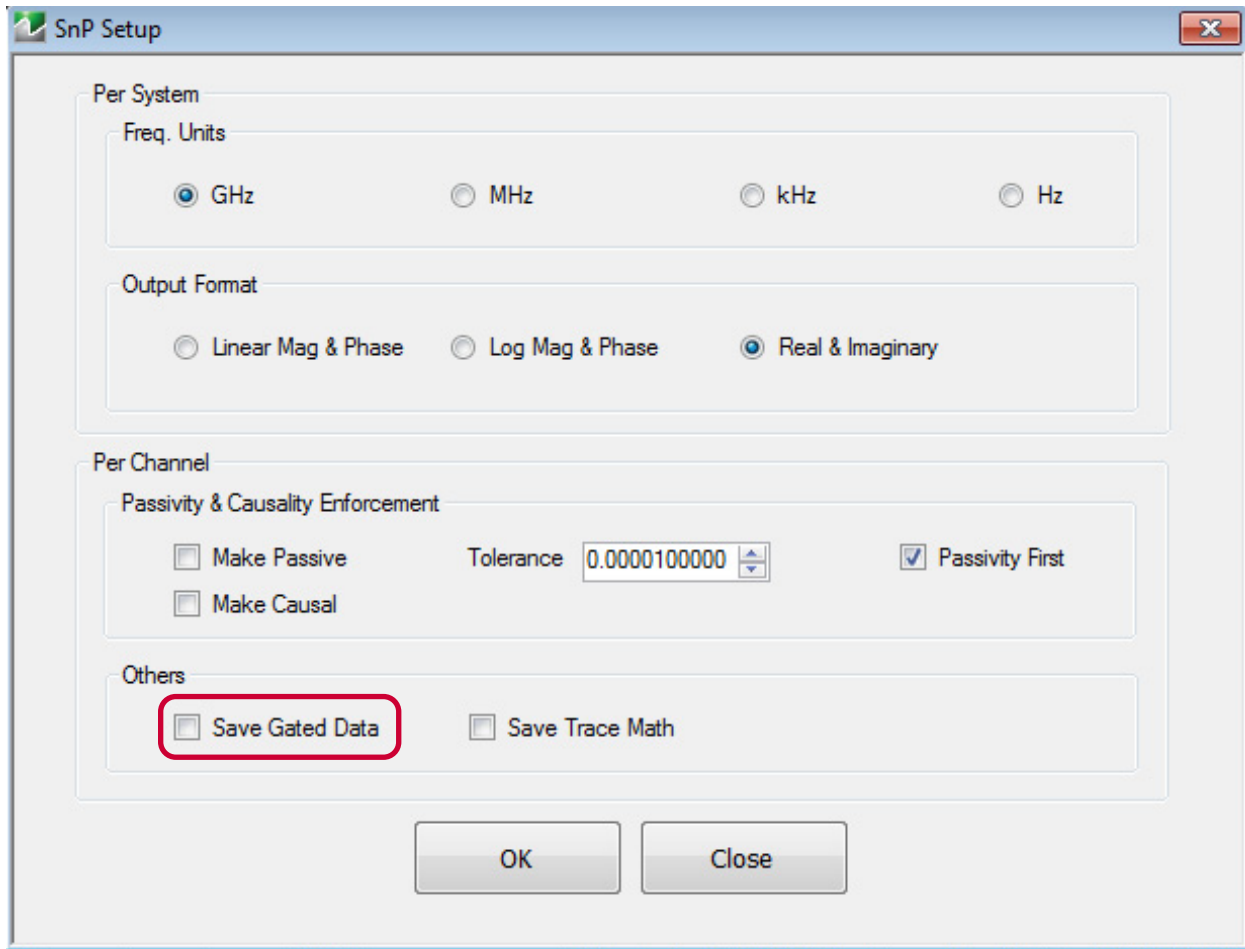 SnP Setup
Per System
Freq. Units
GHz MHz kHz Hz
Output Format
Linear Mag & Phase Log Mag & Phase Real & Imaginary
Per Channel
Passivity & Causality Enforcement
Make Passive Tolerance 0.0000100000 Passivity First
Make Causal
Others
Save Gated Data Save Trace Math
OK Close